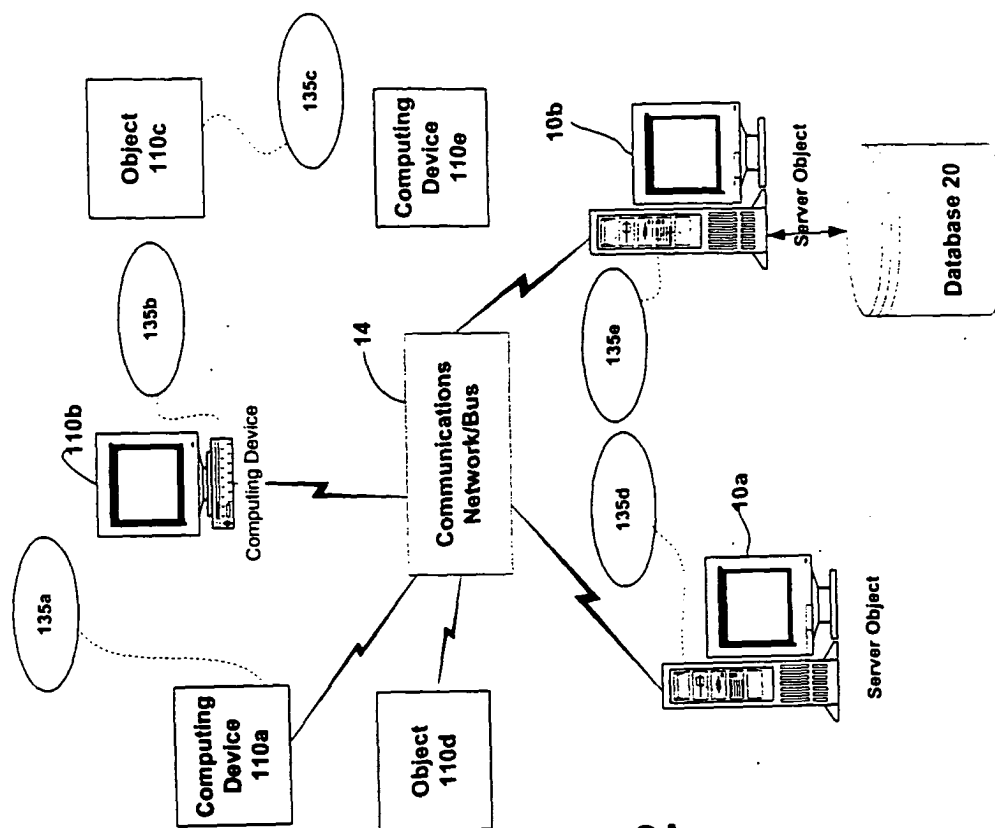 135a
110b
Computing Device
135b
Object
110c
135c
Computing
Device
110a
Object
110d
14
Communications
Network/Bus
Computing
Device
110e
135d
10a
Server Object
135e
10b
Server Object
Database 20